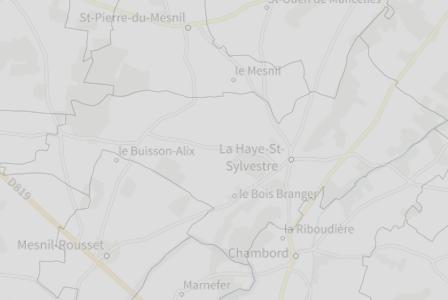 St-Ouen de Mancelles
St-Pierre-du-Mesnil
le Mesnil
le Buisson-Alix
La Haye-St-
Sylvestre
D819
le Bois Branger
la Riboudière
Mesnil-Rousset
Chambord
Marnefer